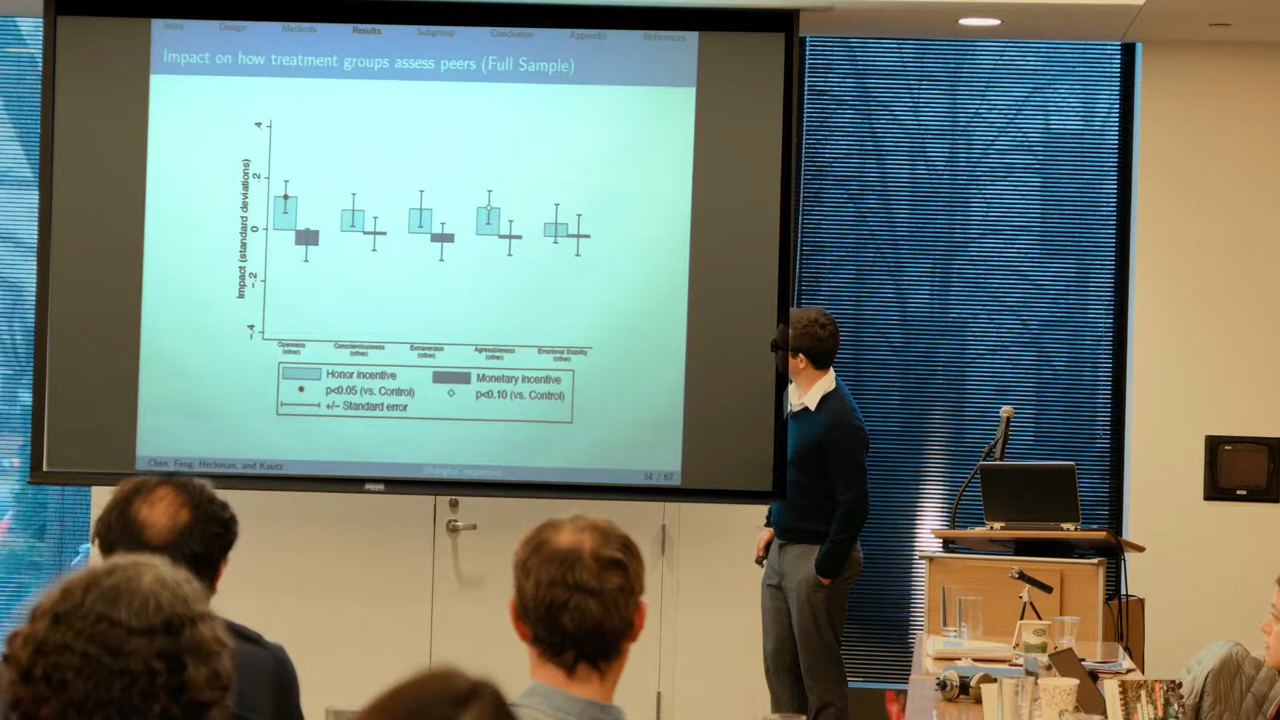 Intro Design Methods Results Subgroup Conclusion Appendix References
Impact on how treatment groups assess peers (Full Sample)
Impact (standard deviations)
.4
.2
0
-.2
-.4
Openness (other)
Conscientiousness (other)
Extraversion (other)
Agreeableness (other)
Emotional Stability (other)
Honor incentive
Monetary incentive
p<0.05 (vs. Control)
p<0.10 (vs. Control)
+/- Standard error
Chen, Feng, Heckman, and Kautz
34 / 67